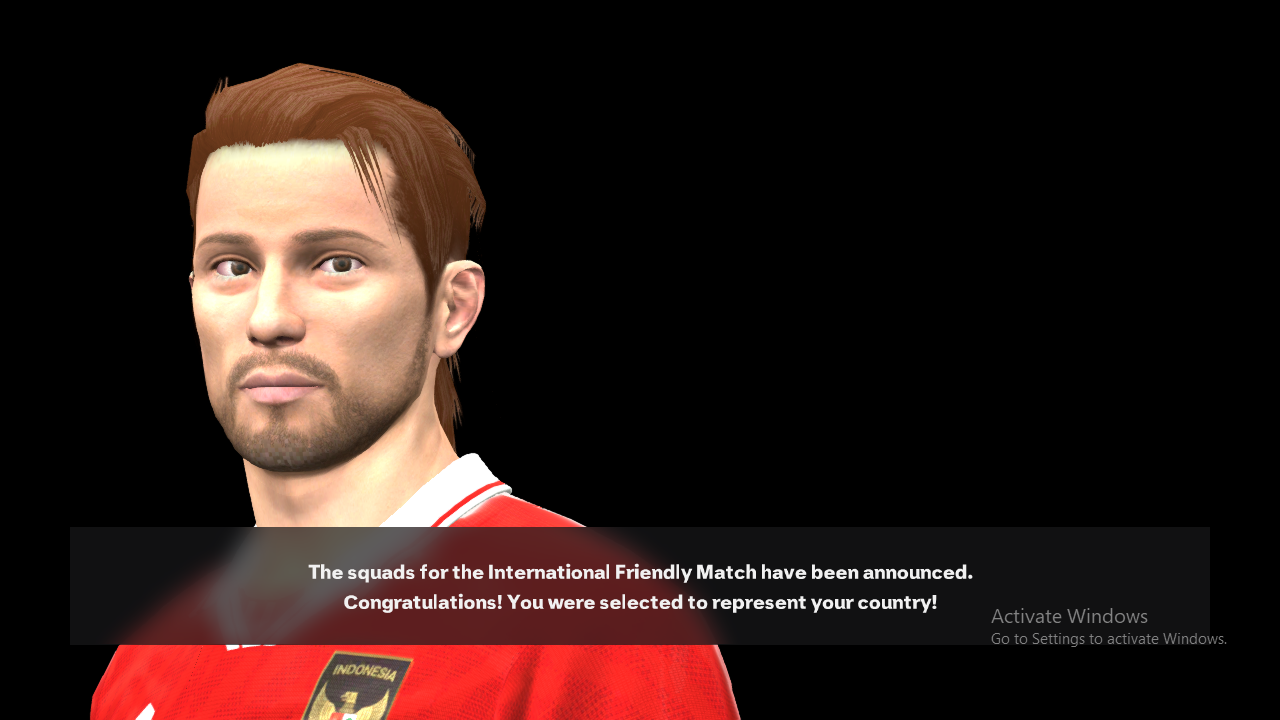 The squads for the International Friendly Match have been announced.
Congratulations! You were selected to represent your country!
Activate Windows
Go to Settings to activate Windows.
INDONESIA